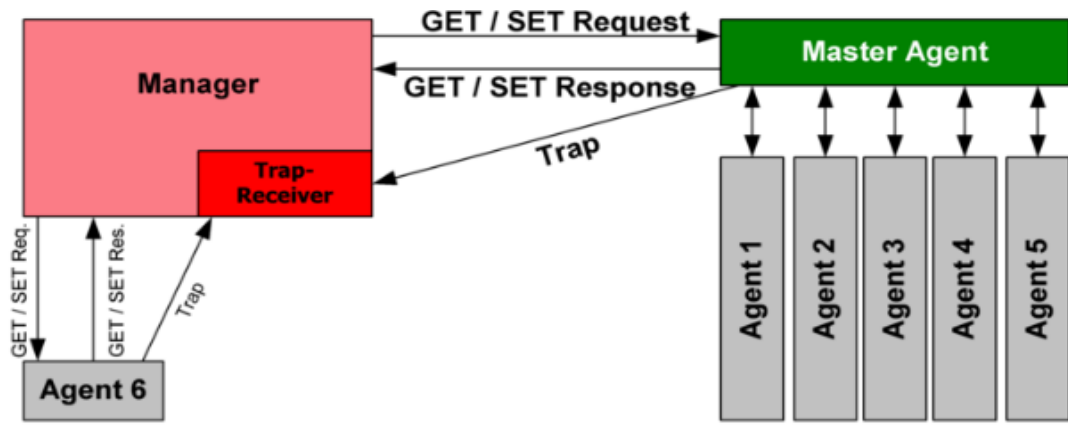 GET / SET Request
Master Agent
Manager
GET / SET Response
Trap
Trap-
Receiver
GET / SET Req.
GET / SET Res.
Trap
Agent 1
Agent 2
Agent 3
Agent 4
Agent 5
Agent 6